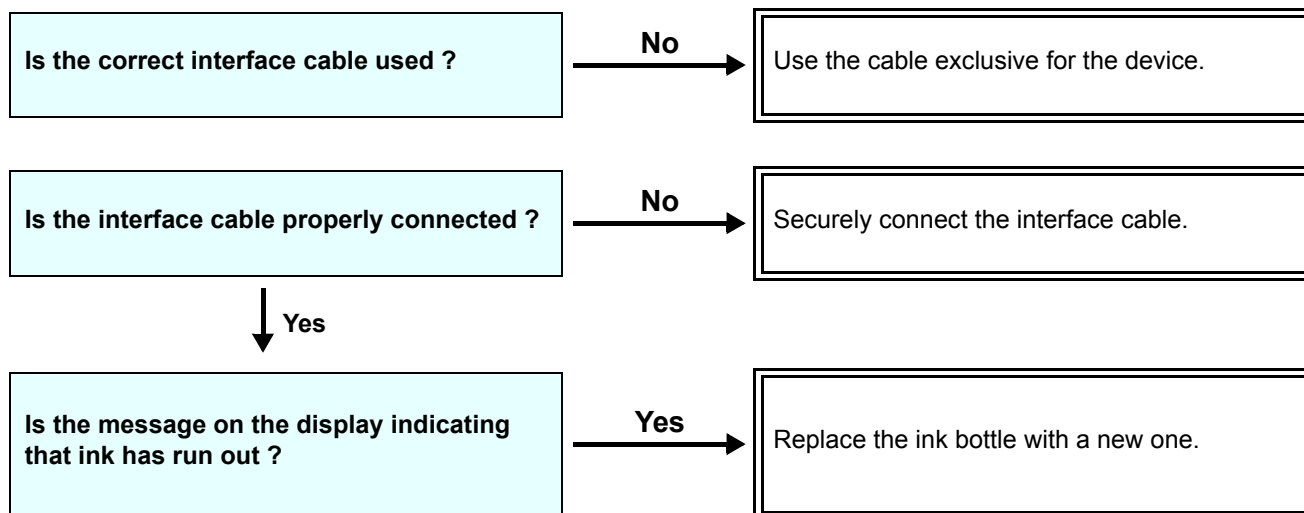 Is the correct interface cable used ?
No
Use the cable exclusive for the device.
Is the interface cable properly connected ?
No
Securely connect the interface cable.
Yes
Is the message on the display indicating
that ink has run out ?
Yes
Replace the ink bottle with a new one.